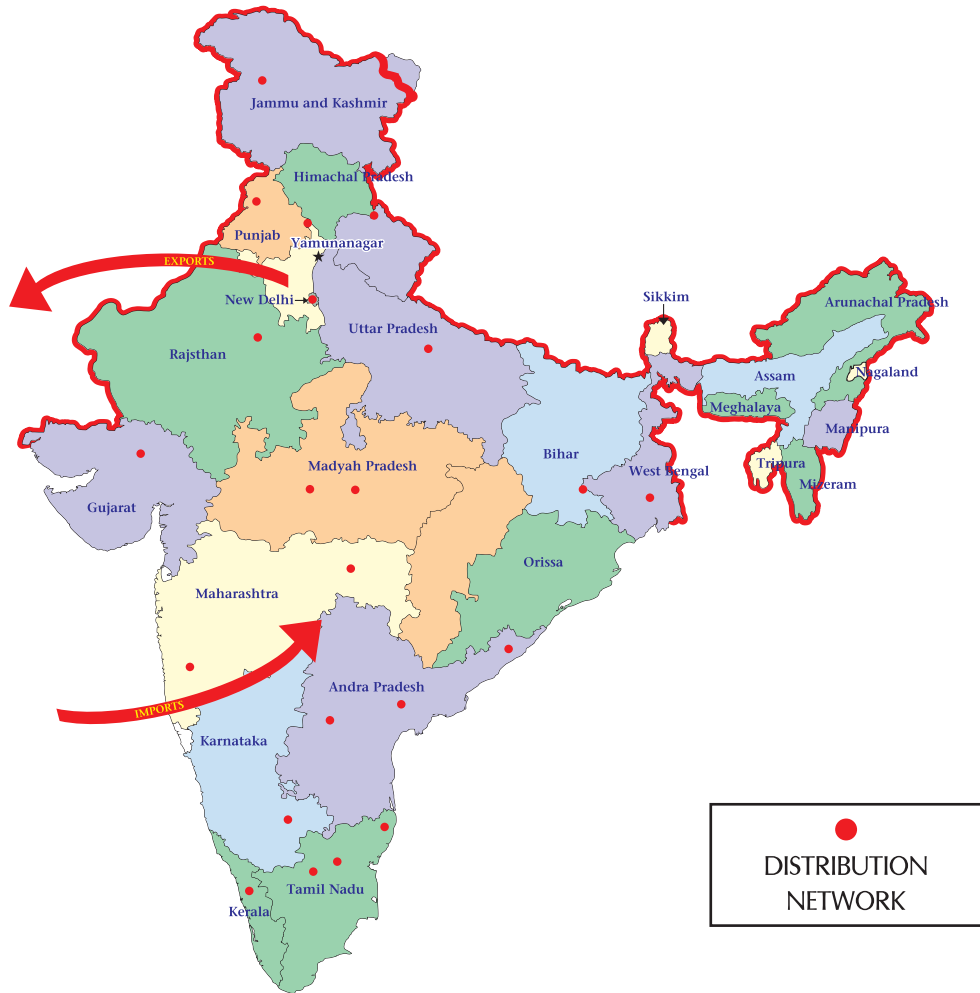 Jammu and Kashmir
Himachal Pradesh
Punjab
Yamunanagar
EXPORTS
New Delhi
Sikkim
Arunachal Pradesh
Uttar Pradesh
Rajsthan
Assam
Nagaland
Meghalaya
Manipura
Bihar
Madyah Pradesh
West Bengal
Tripura
Mizeram
Gujarat
Orissa
Maharashtra
Andra Pradesh
IMPORTS
Karnataka
DISTRIBUTION
NETWORK
Tamil Nadu
Kerala